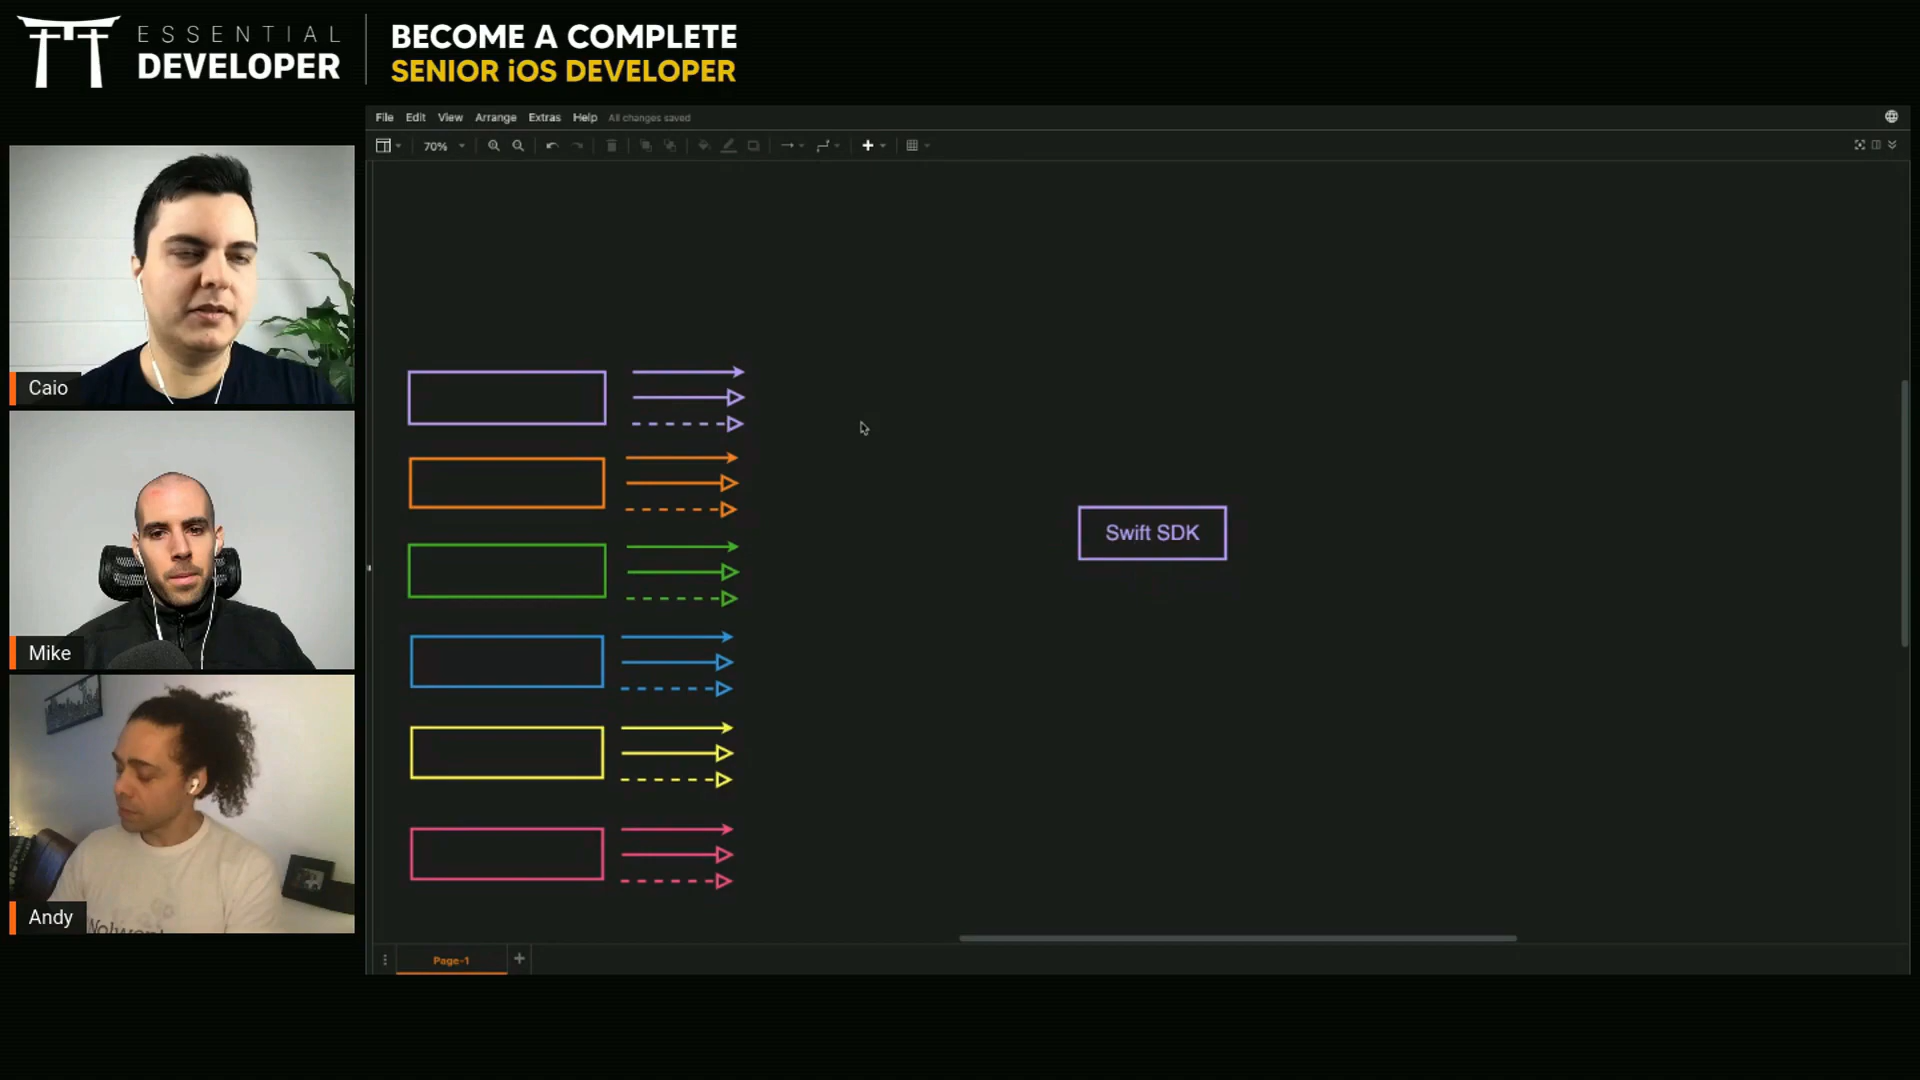 ESSENTIAL
DEVELOPER
BECOME A COMPLETE
SENIOR iOS DEVELOPER
File Edit View Arrange Extras Help All changes saved
70%
Caio
Swift SDK
Mike
Andy
Page-1